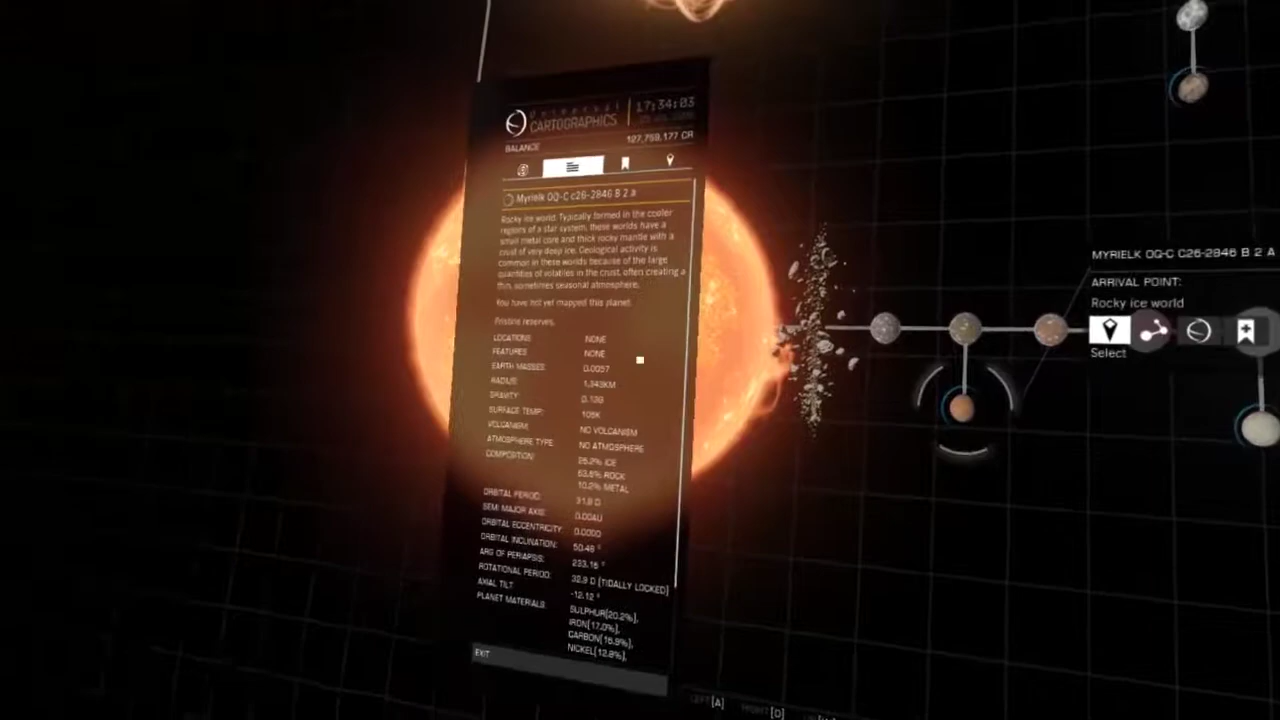 Universal
CARTOGRAPHICS
17:34:03
BALANCE
127,759,177 CR
Myrielk OQ-C c26-2846 B 2 a
Rocky ice world. Typically formed in the cooler
regions of a star system, these worlds have a
small metal core and thick rocky mantle with a
crust of very deep ice. Geological activity is
common in these worlds because of the large
quantities of volatiles in the crust, often creating a
thin, sometimes seasonal atmosphere.
You have not yet mapped this planet.
Pristine reserves.
LOCATIONS NONE
FEATURES NONE
EARTH MASSES: 0.0057
RADIUS: 1,343KM
GRAVITY: 0.13G
SURFACE TEMP: 105K
VOLCANISM: NO VOLCANISM
ATMOSPHERE TYPE: NO ATMOSPHERE
COMPOSITION: 26.2% ICE
63.6% ROCK
10.2% METAL
ORBITAL PERIOD: 31.9 D
SEMI MAJOR AXIS: 0.00AU
ORBITAL ECCENTRICITY: 0.0000
ORBITAL INCLINATION: 50.48 °
ARG OF PERIAPSIS: 233.16 °
ROTATIONAL PERIOD: 32.9 D (TIDALLY LOCKED)
AXIAL TILT: -12.12 °
PLANET MATERIALS: SULPHUR(20.2%),
IRON(17.0%),
CARBON(16.9%),
NICKEL(12.8%),
EXIT
MYRIELK OQ-C C26-2846 B 2 A
ARRIVAL POINT:
Rocky ice world
Select
LEFT [A] RIGHT [D]